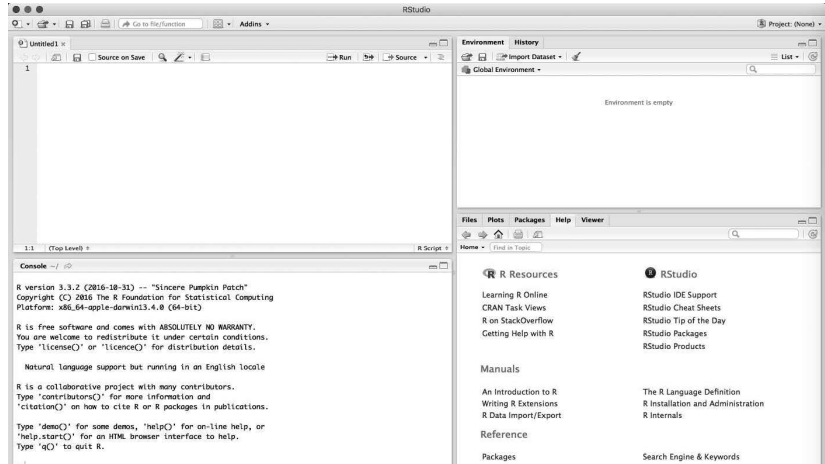 RStudio
Go to file/function Addins
Project: (None)
Untitled1
Source on Save Run Source
1
1:1 (Top Level) R Script
Console ~/
R version 3.3.2 (2016-10-31) -- "Sincere Pumpkin Patch"
Copyright (C) 2016 The R Foundation for Statistical Computing
Platform: x86_64-apple-darwin13.4.0 (64-bit)
R is free software and comes with ABSOLUTELY NO WARRANTY.
You are welcome to redistribute it under certain conditions.
Type 'license()' or 'licence()' for distribution details.
Natural language support but running in an English locale
R is a collaborative project with many contributors.
Type 'contributors()' for more information and
'citation()' on how to cite R or R packages in publications.
Type 'demo()' for some demos, 'help()' for on-line help, or
'help.start()' for an HTML browser interface to help.
Type 'q()' to quit R.
Environment History
Import Dataset List
Global Environment
Environment is empty
Files Plots Packages Help Viewer
Home Find in Topic
R R Resources
Learning R Online
CRAN Task Views
R on StackOverflow
Getting Help with R
R RStudio
RStudio IDE Support
RStudio Cheat Sheets
RStudio Tip of the Day
RStudio Packages
RStudio Products
Manuals
An Introduction to R
Writing R Extensions
R Data Import/Export
The R Language Definition
R Installation and Administration
R Internals
Reference
Packages
Search Engine & Keywords